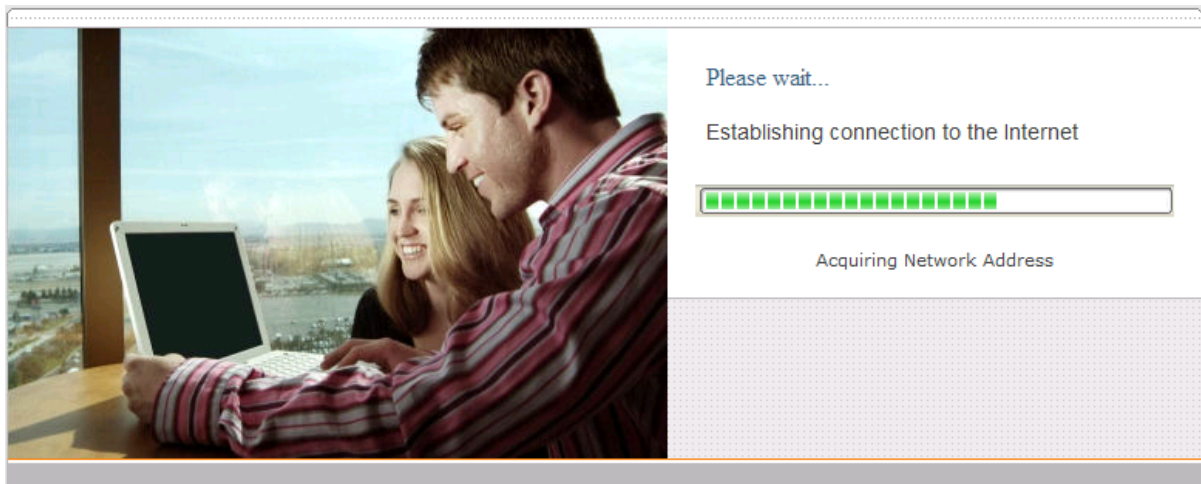 Please wait...
Establishing connection to the Internet
Acquiring Network Address